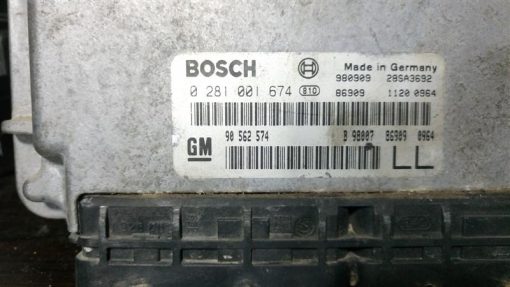 BOSCH
Made in Germany
980909 28SA3692
0 281 001 674 B10
86909 1120 0964
GM
90 562 574 B 98007 86909 0964
LL